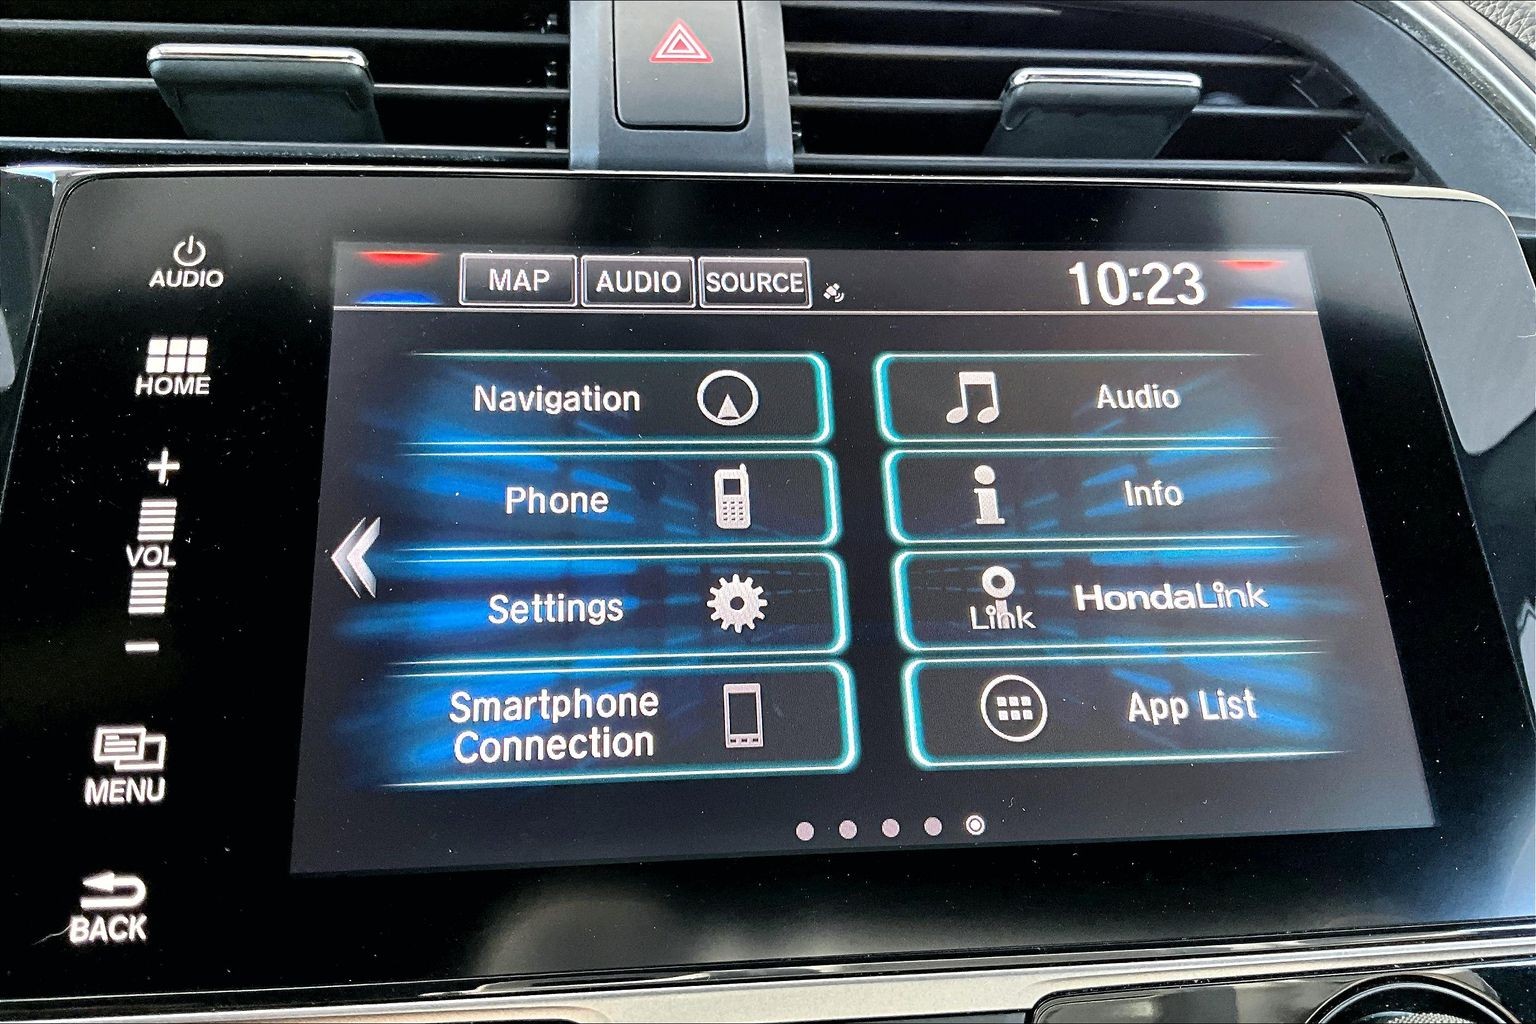 AUDIO
HOME
+
VOL
-
MENU
BACK
MAP AUDIO SOURCE 10:23
Navigation
Audio
Phone
Info
Settings
Link HondaLink
Smartphone
Connection
App List